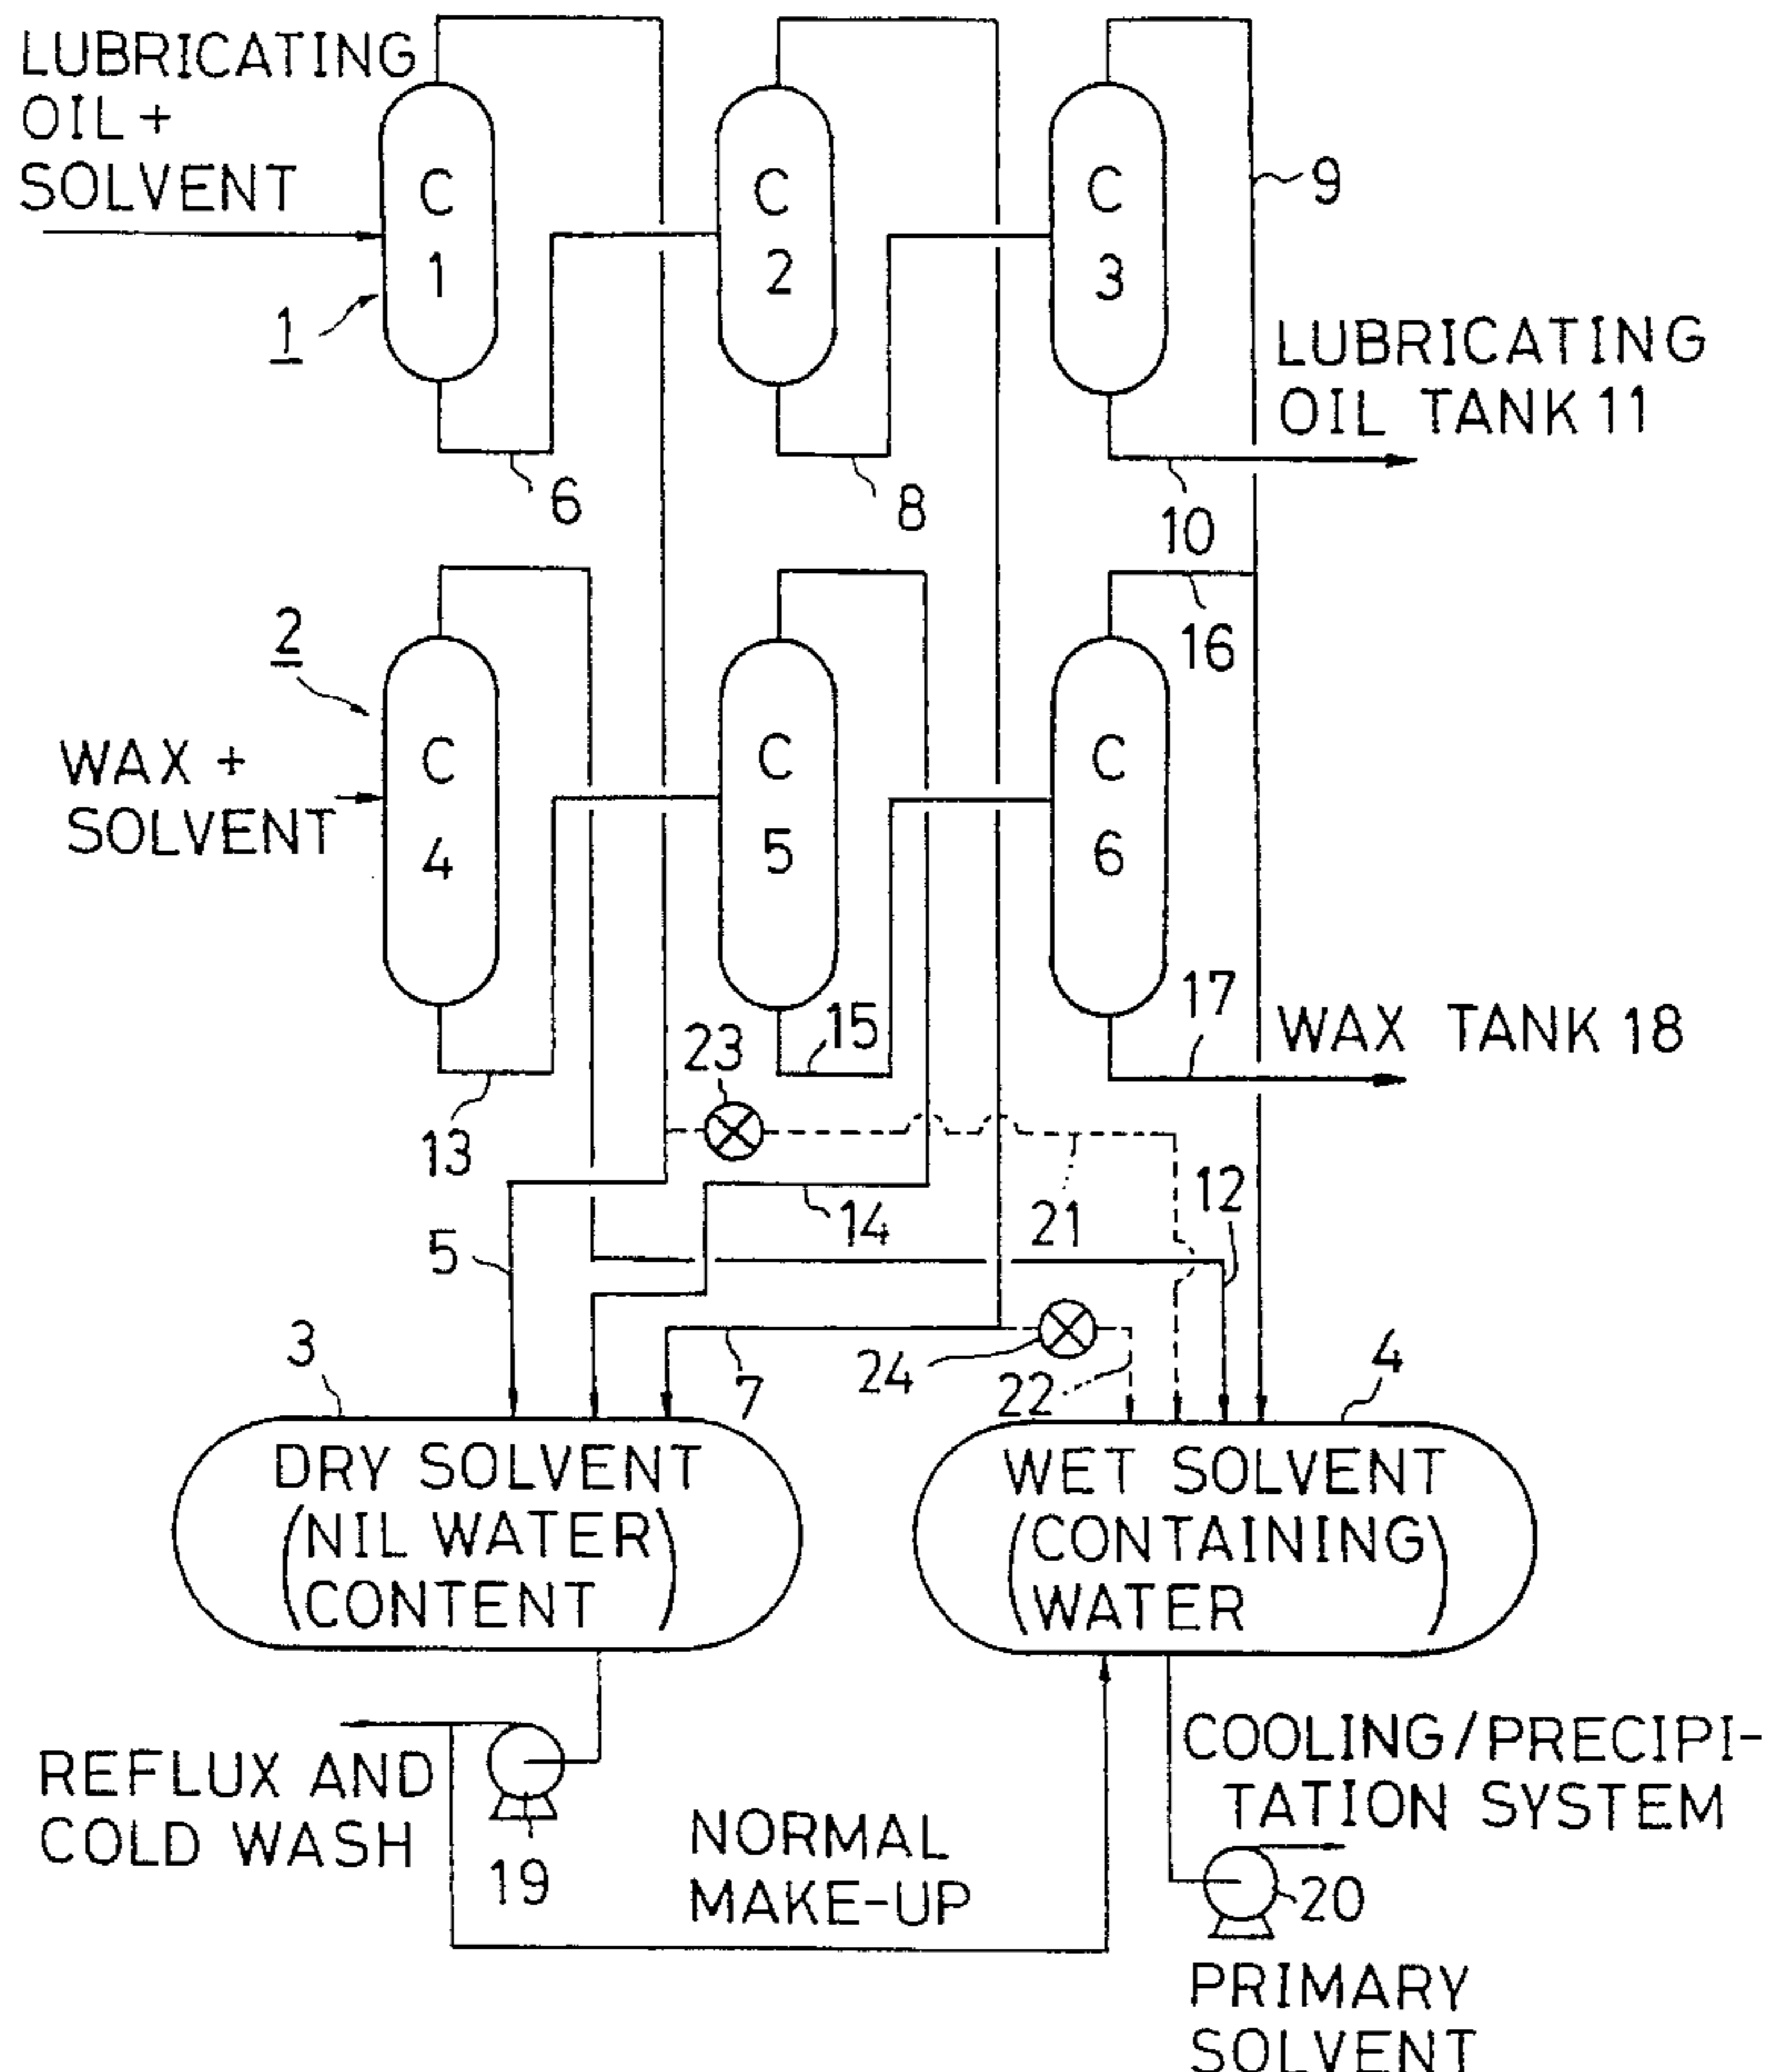 LUBRICATING
OIL +
SOLVENT
C
1
C
2
C
3
9
1
LUBRICATING
OIL TANK 11
6
8
10
2
16
WAX +
SOLVENT
C
4
C
5
C
6
17
WAX TANK 18
15
23
13
14
21
12
5
3
7
24
22
4
DRY SOLVENT
(NIL WATER)
(CONTENT)
WET SOLVENT
(CONTAINING)
(WATER)
REFLUX AND
COLD WASH
19
NORMAL
MAKE-UP
COOLING/PRECIPI-
TATION SYSTEM
20
PRIMARY
SOLVENT